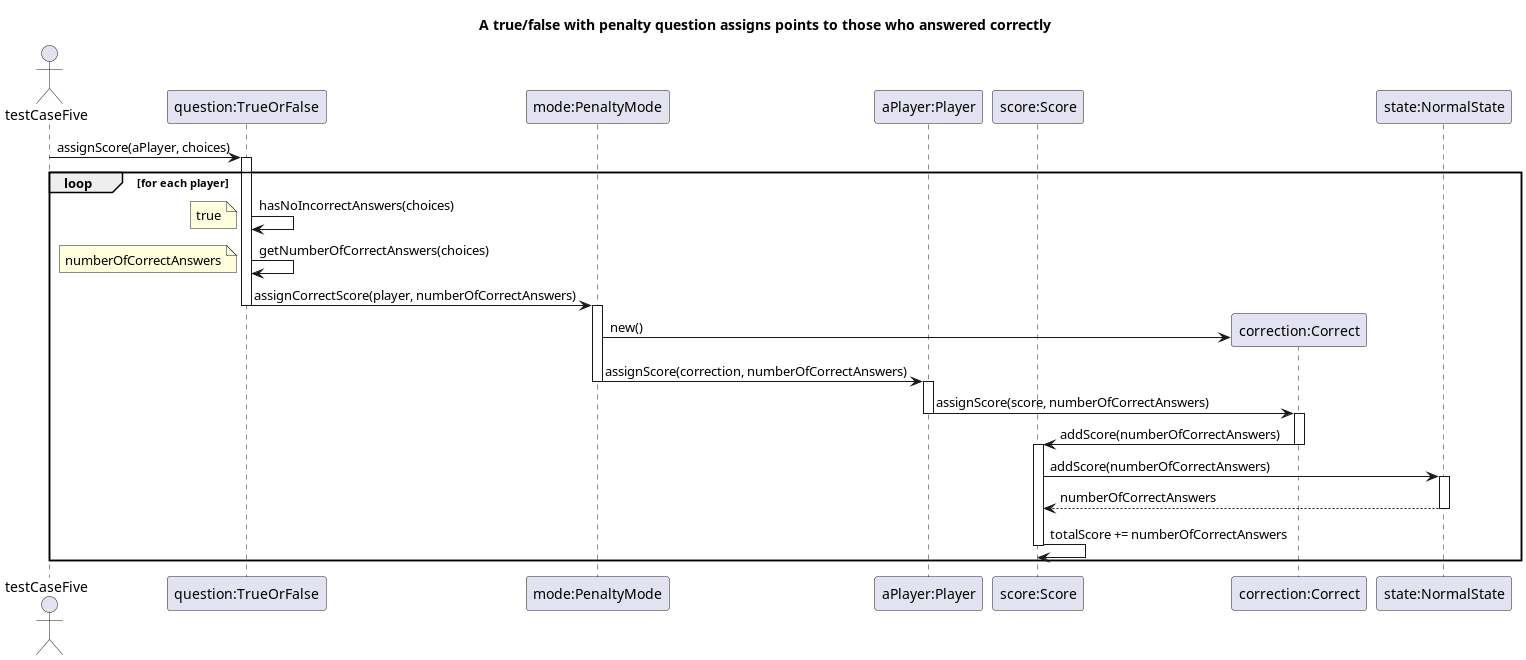 A true/false with penalty question assigns points to those who answered correctly
testCaseFive
question:TrueOrFalse
mode:PenaltyMode
aPlayer:Player
score:Score
state:NormalState
assignScore(aPlayer, choices)
loop
[for each player]
true
hasNoIncorrectAnswers(choices)
numberOfCorrectAnswers
getNumberOfCorrectAnswers(choices)
assignCorrectScore(player, numberOfCorrectAnswers)
new()
correction:Correct
assignScore(correction, numberOfCorrectAnswers)
assignScore(score, numberOfCorrectAnswers)
addScore(numberOfCorrectAnswers)
addScore(numberOfCorrectAnswers)
numberOfCorrectAnswers
totalScore += numberOfCorrectAnswers
testCaseFive
question:TrueOrFalse
mode:PenaltyMode
aPlayer:Player
score:Score
correction:Correct
state:NormalState